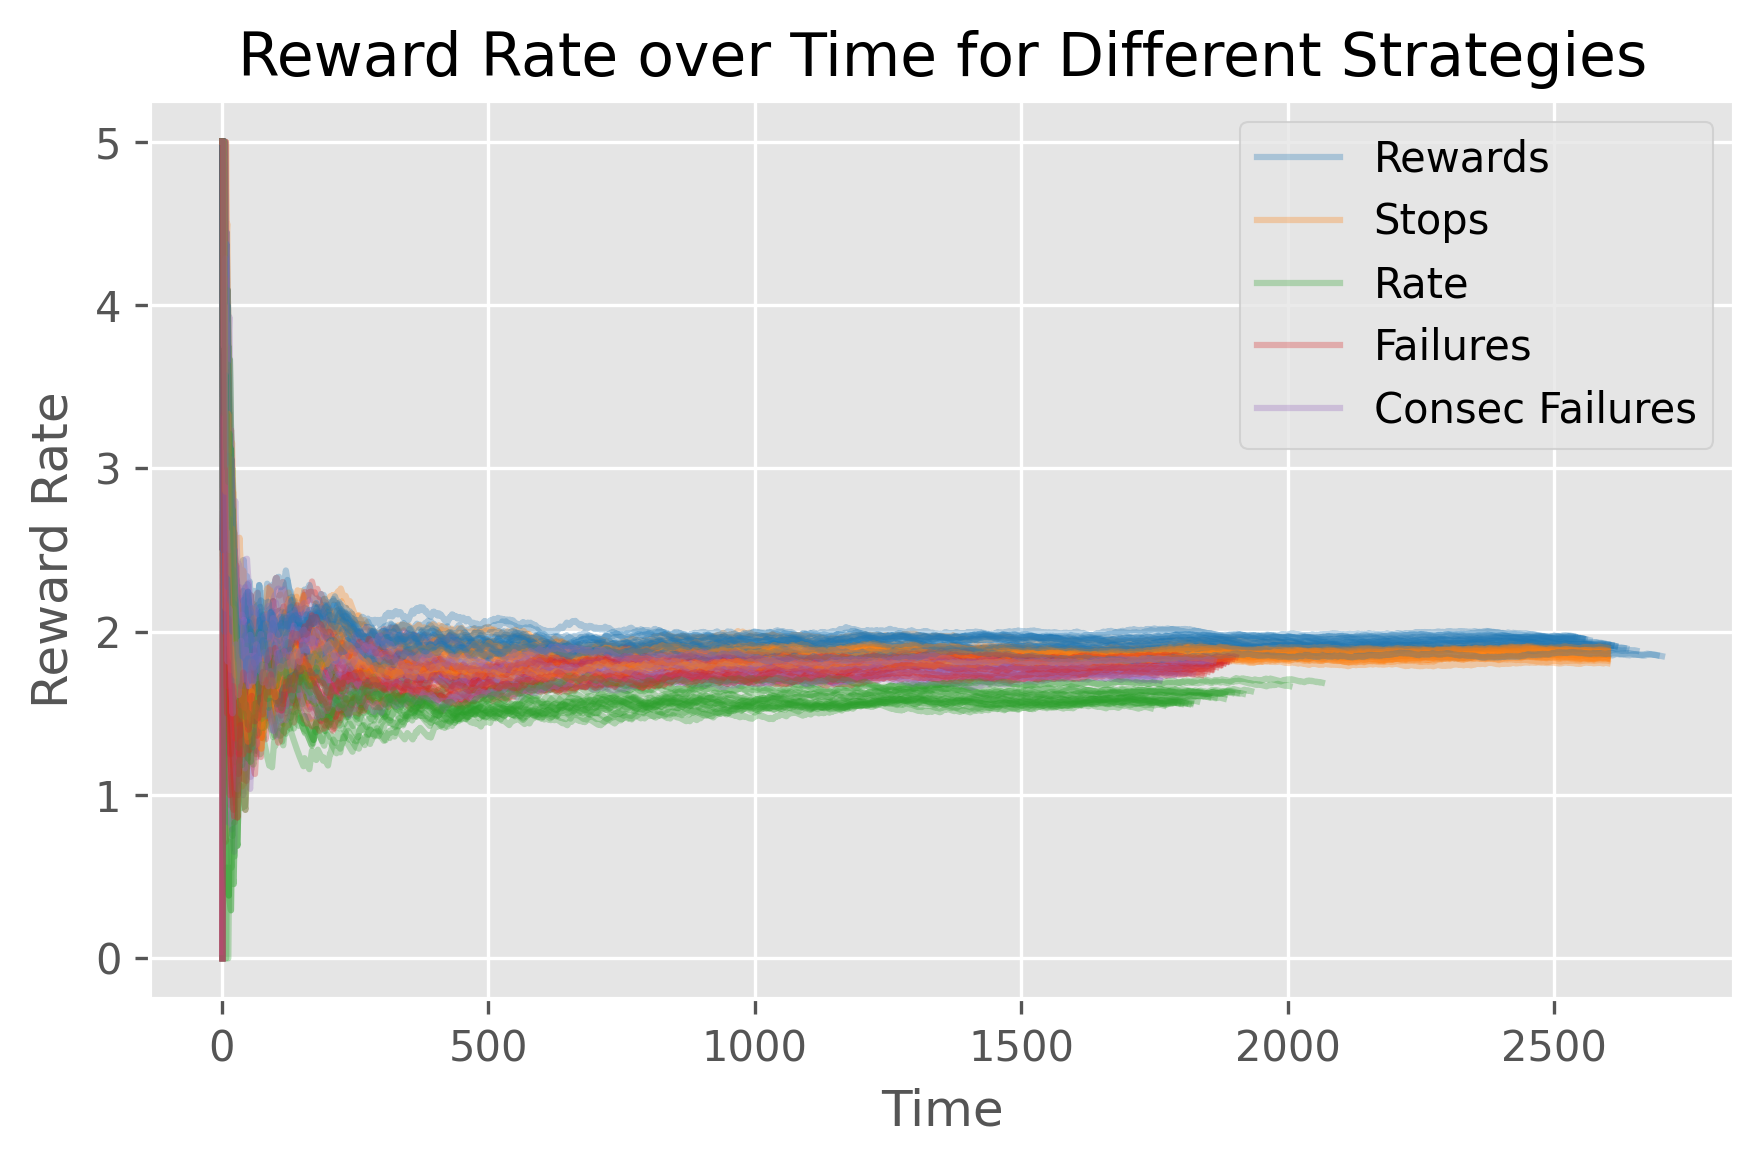 Reward Rate over Time for Different Strategies
Reward Rate
5
4
3
2
1
0
Rewards
Stops
Rate
Failures
Consec Failures
0 500 1000 1500 2000 2500
Time